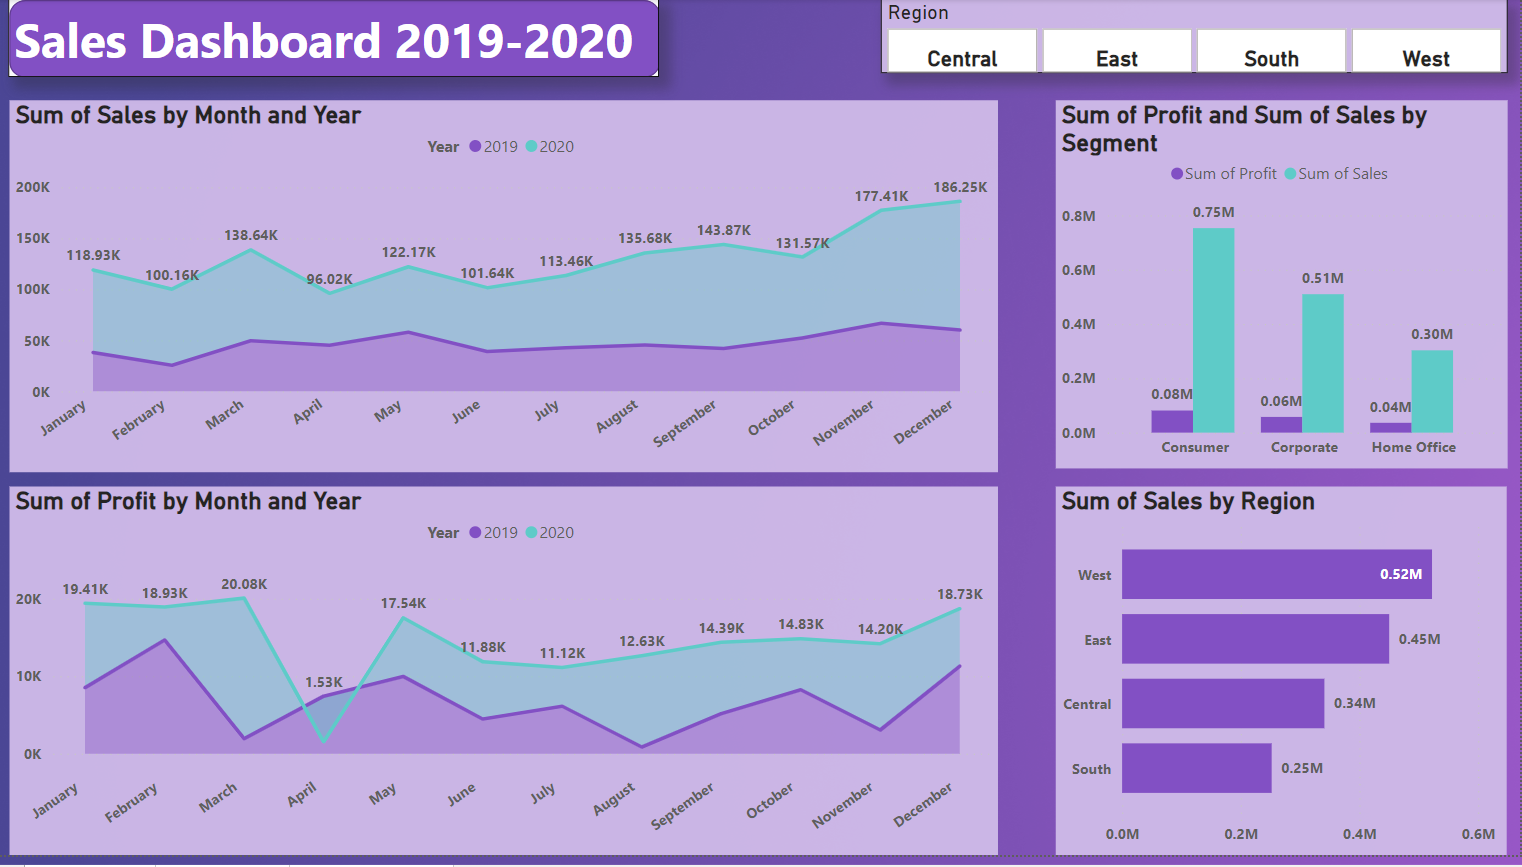 Sales Dashboard 2019-2020
Region
Central East South West
Sum of Sales by Month and Year
Year 2019 2020
200K
150K
100K
50K
0K
118.93K 100.16K 138.64K 96.02K 122.17K 101.64K 113.46K 135.68K 143.87K 131.57K 177.41K 186.25K
January February March April May June July August September October November December
Sum of Profit and Sum of Sales by
Segment
Sum of Profit Sum of Sales
0.8M
0.6M
0.4M
0.2M
0.0M
0.08M 0.75M 0.06M 0.51M 0.04M 0.30M
Consumer Corporate Home Office
Sum of Profit by Month and Year
Year 2019 2020
20K
10K
0K
19.41K 18.93K 20.08K 1.53K 17.54K 11.88K 11.12K 12.63K 14.39K 14.83K 14.20K 18.73K
January February March April May June July August September October November December
Sum of Sales by Region
West 0.52M
East 0.45M
Central 0.34M
South 0.25M
0.0M 0.2M 0.4M 0.6M